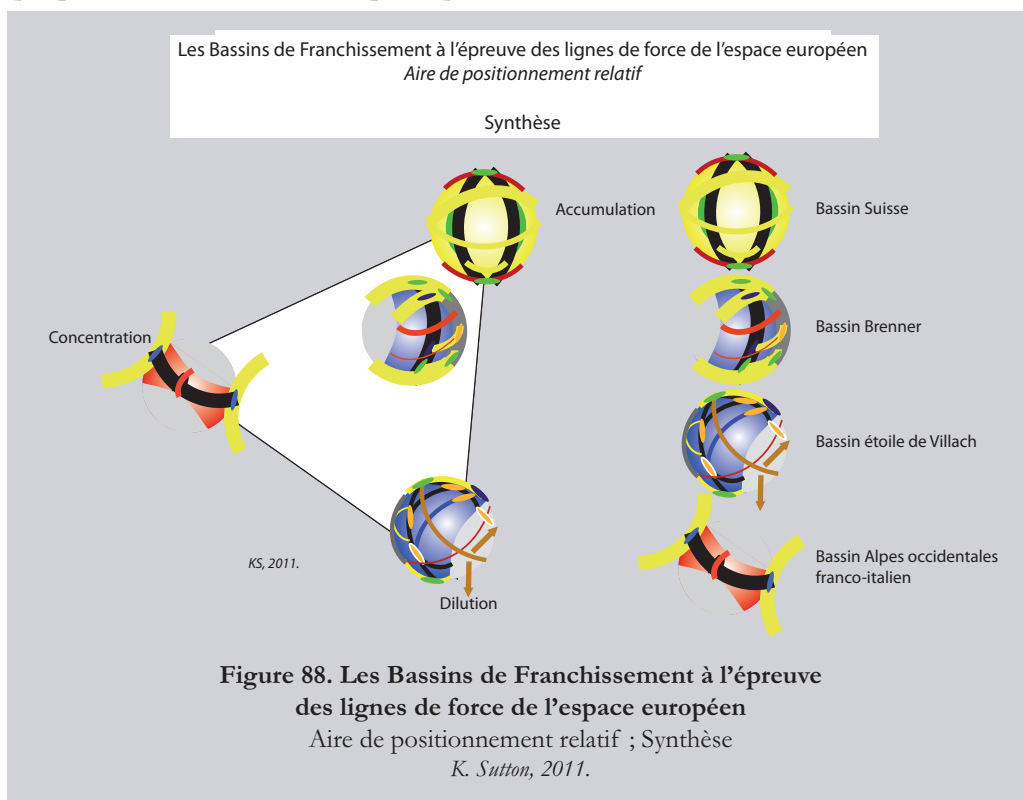 Les Bassins de Franchissement à l'épreuve des lignes de force de l'espace européen
Aire de positionnement relatif
Synthèse
Accumulation
Bassin Suisse
Concentration
Bassin Brenner
Bassin étoile de Villach
KS, 2011.
Bassin Alpes occidentales
franco-italien
Dilution
Figure 88. Les Bassins de Franchissement à l'épreuve
des lignes de force de l'espace européen
Aire de positionnement relatif ; Synthèse
K. Sutton, 2011.